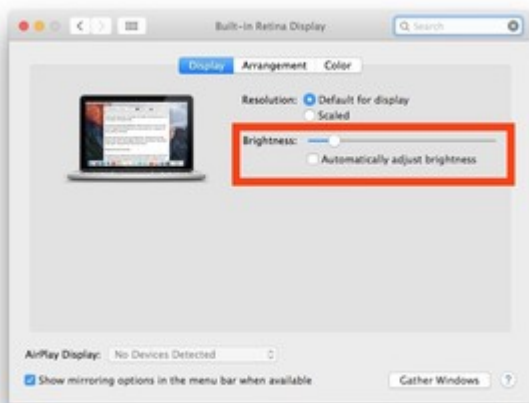 Built-in Retina Display
Search
Display Arrangement Color
Resolution: Default for display
Scaled
Brightness:
Automatically adjust brightness
AirPlay Display: No Devices Detected
Show mirroring options in the menu bar when available
Gather Windows ?